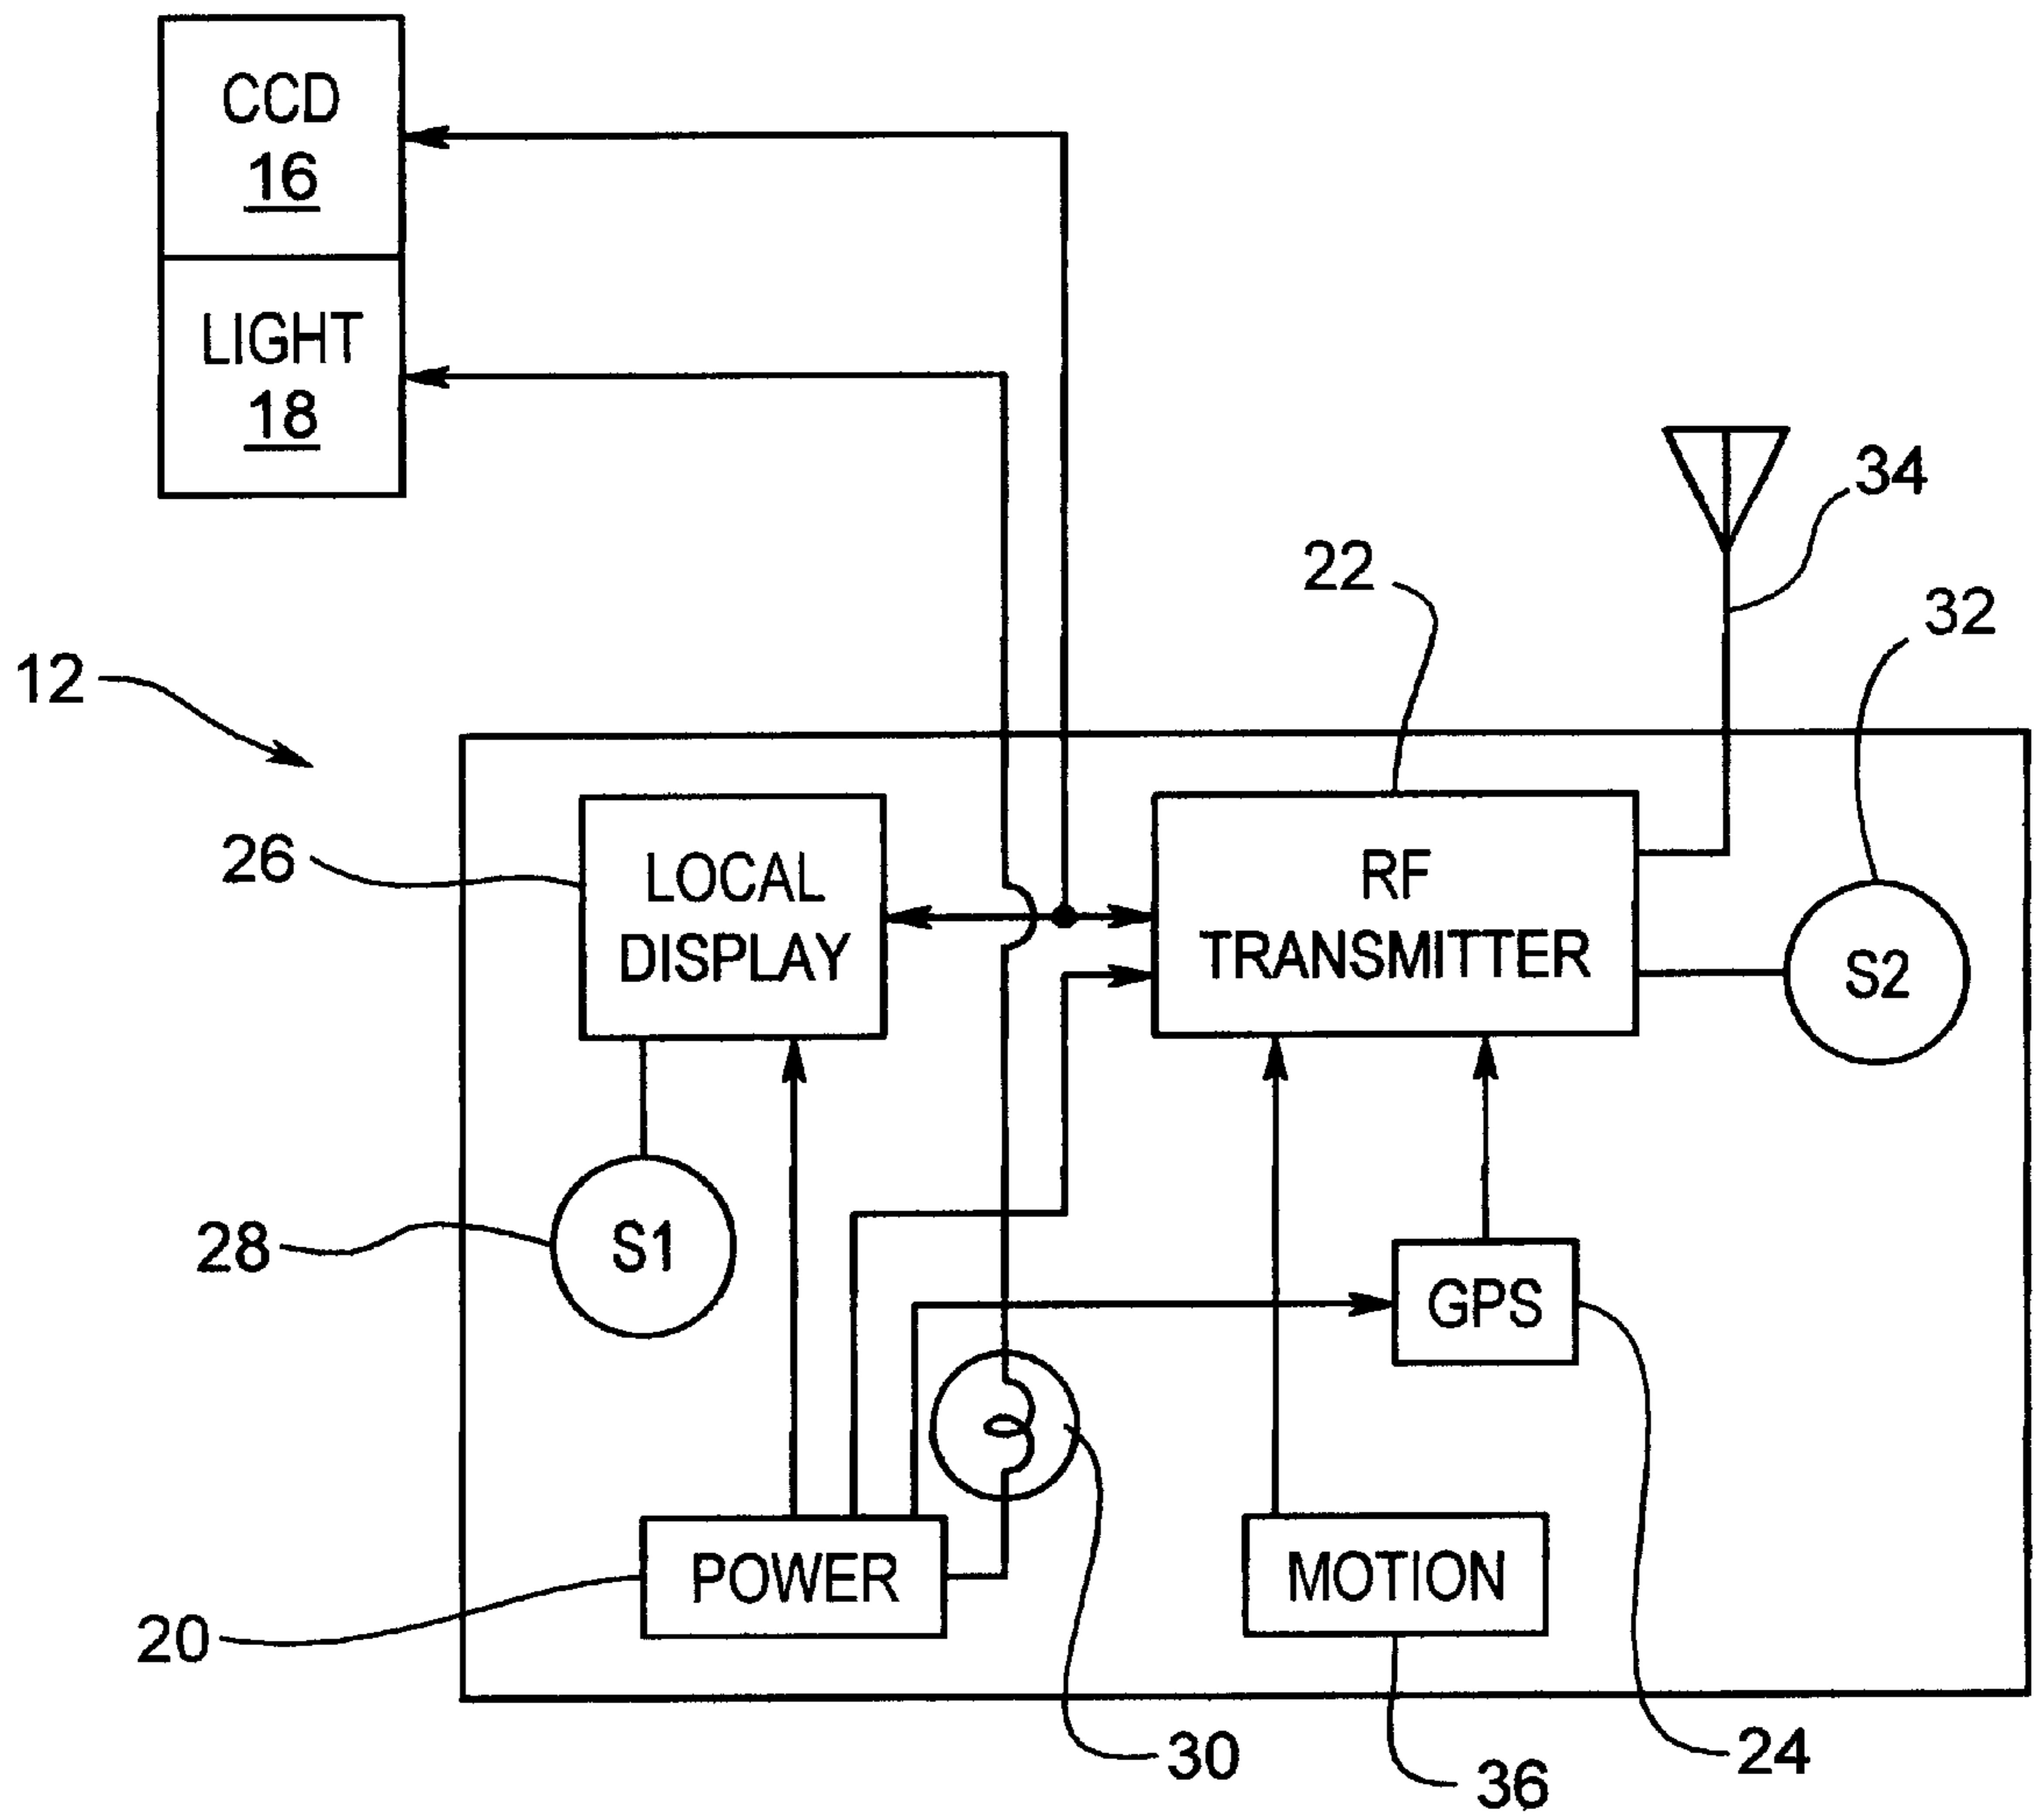 CCD
16
LIGHT
18
34
22
32
12
26
LOCAL
DISPLAY
RF
TRANSMITTER
S2
28
S1
GPS
POWER
MOTION
20
30
24
36